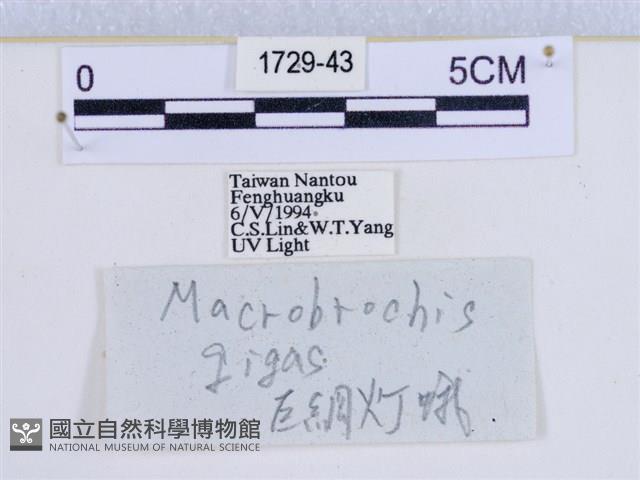 1729-43
0 5CM
Taiwan Nantou
Fenghuangku
6/V/1994
C.S.Lin&W.T.Yang
UV Light
Macrobrochis
gigas
巨網灯蛾
國立自然科學博物館
NATIONAL MUSEUM OF NATURAL SCIENCE